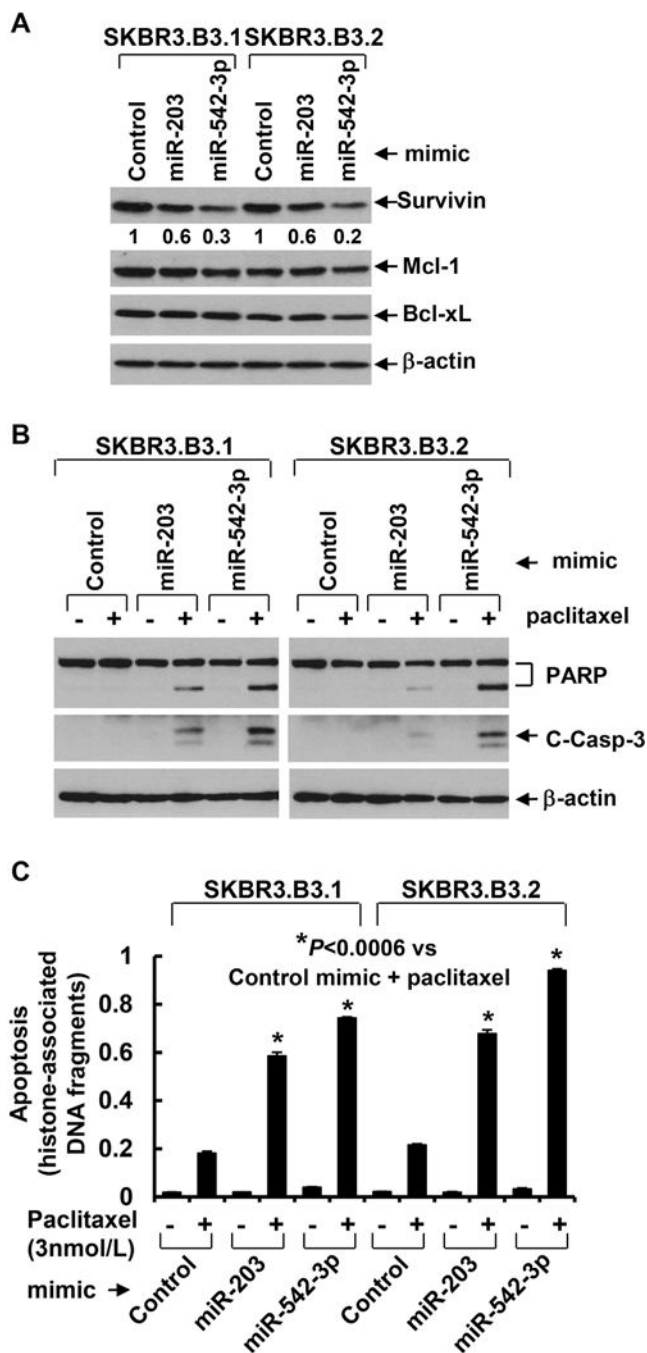 A
SKBR3.B3.1 SKBR3.B3.2
Control miR-203 miR-542-3p Control miR-203 miR-542-3p
mimic
Survivin
1 0.6 0.3 1 0.6 0.2
Mcl-1
Bcl-xL
β-actin
B
SKBR3.B3.1 SKBR3.B3.2
Control miR-203 miR-542-3p Control miR-203 miR-542-3p
mimic
- + - + - + - + - + - + paclitaxel
PARP
C-Casp-3
β-actin
C
SKBR3.B3.1 SKBR3.B3.2
*P<0.0006 vs
Control mimic + paclitaxel
Apoptosis
(histone-associated
DNA fragments)
1
0.8
0.6
0.4
0.2
0
* * * *
Paclitaxel - + - + - + - + - + - +
(3nmol/L)
mimic Control miR-203 miR-542-3p Control miR-203 miR-542-3p